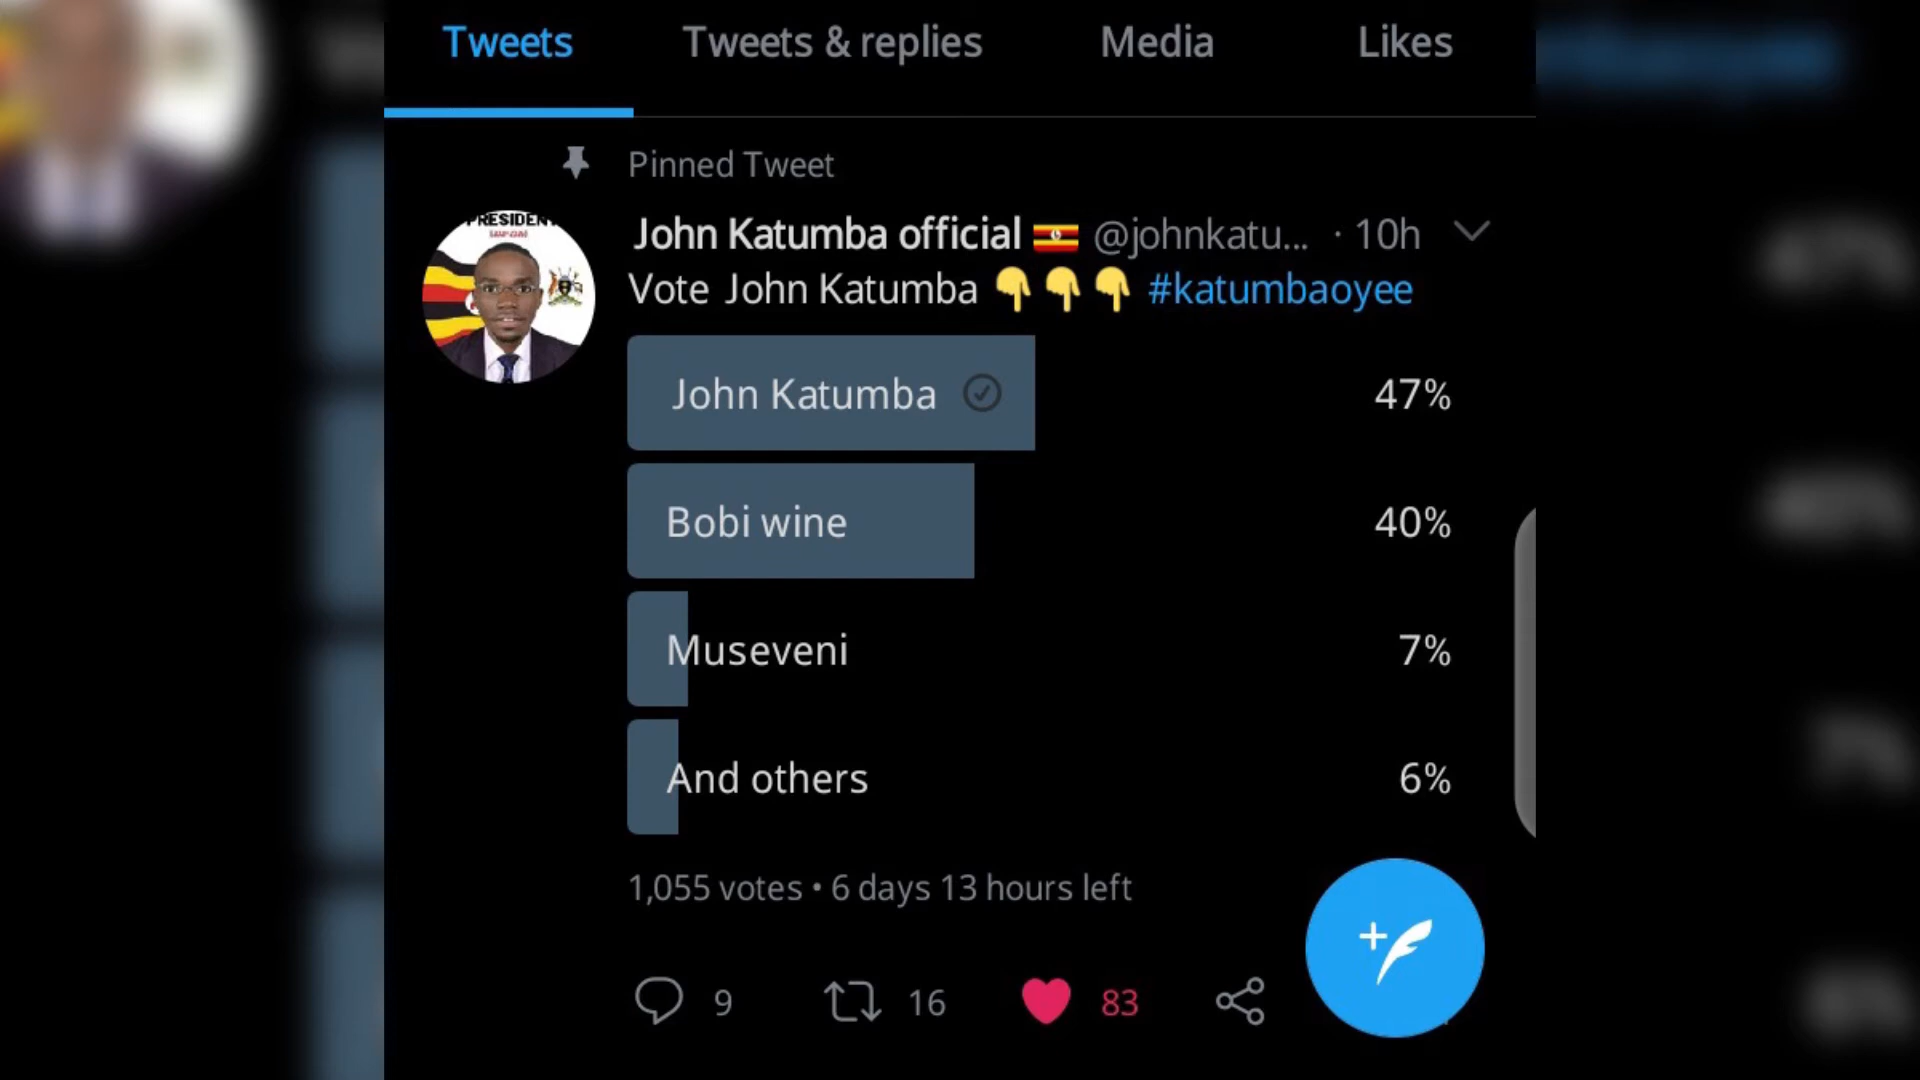 Tweets Tweets & replies Media Likes
Pinned Tweet
PRESIDENT
John Katumba official 🇺🇬 @johnkatu... · 10h
Vote John Katumba 👇👇👇 #katumbaoyee
John Katumba 47%
Bobi wine 40%
Museveni 7%
And others 6%
1,055 votes • 6 days 13 hours left
9 16 83